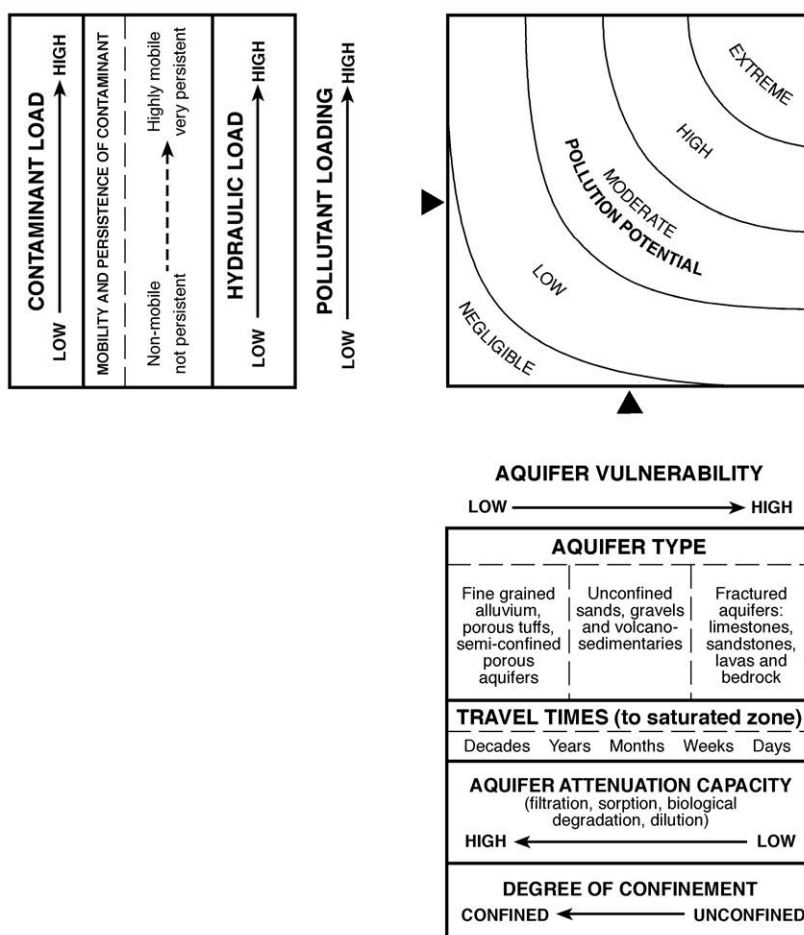 CONTAMINANT LOAD
LOW
HIGH
MOBILITY AND PERSISTENCE OF CONTAMINANT
Non-mobile
not persistent
Highly mobile
very persistent
HYDRAULIC LOAD
LOW
HIGH
POLLUTANT LOADING
LOW
HIGH
EXTREME
HIGH
MODERATE
POLLUTION POTENTIAL
LOW
NEGLIGIBLE
AQUIFER VULNERABILITY
LOW HIGH
AQUIFER TYPE
Fine grained
alluvium,
porous tuffs,
semi-confined
porous
aquifers
Unconfined
sands, gravels
and volcano-
sedimentaries
Fractured
aquifers:
limestones,
sandstones,
lavas and
bedrock
TRAVEL TIMES (to saturated zone)
Decades Years Months Weeks Days
AQUIFER ATTENUATION CAPACITY
(filtration, sorption, biological
degradation, dilution)
HIGH LOW
DEGREE OF CONFINEMENT
CONFINED UNCONFINED